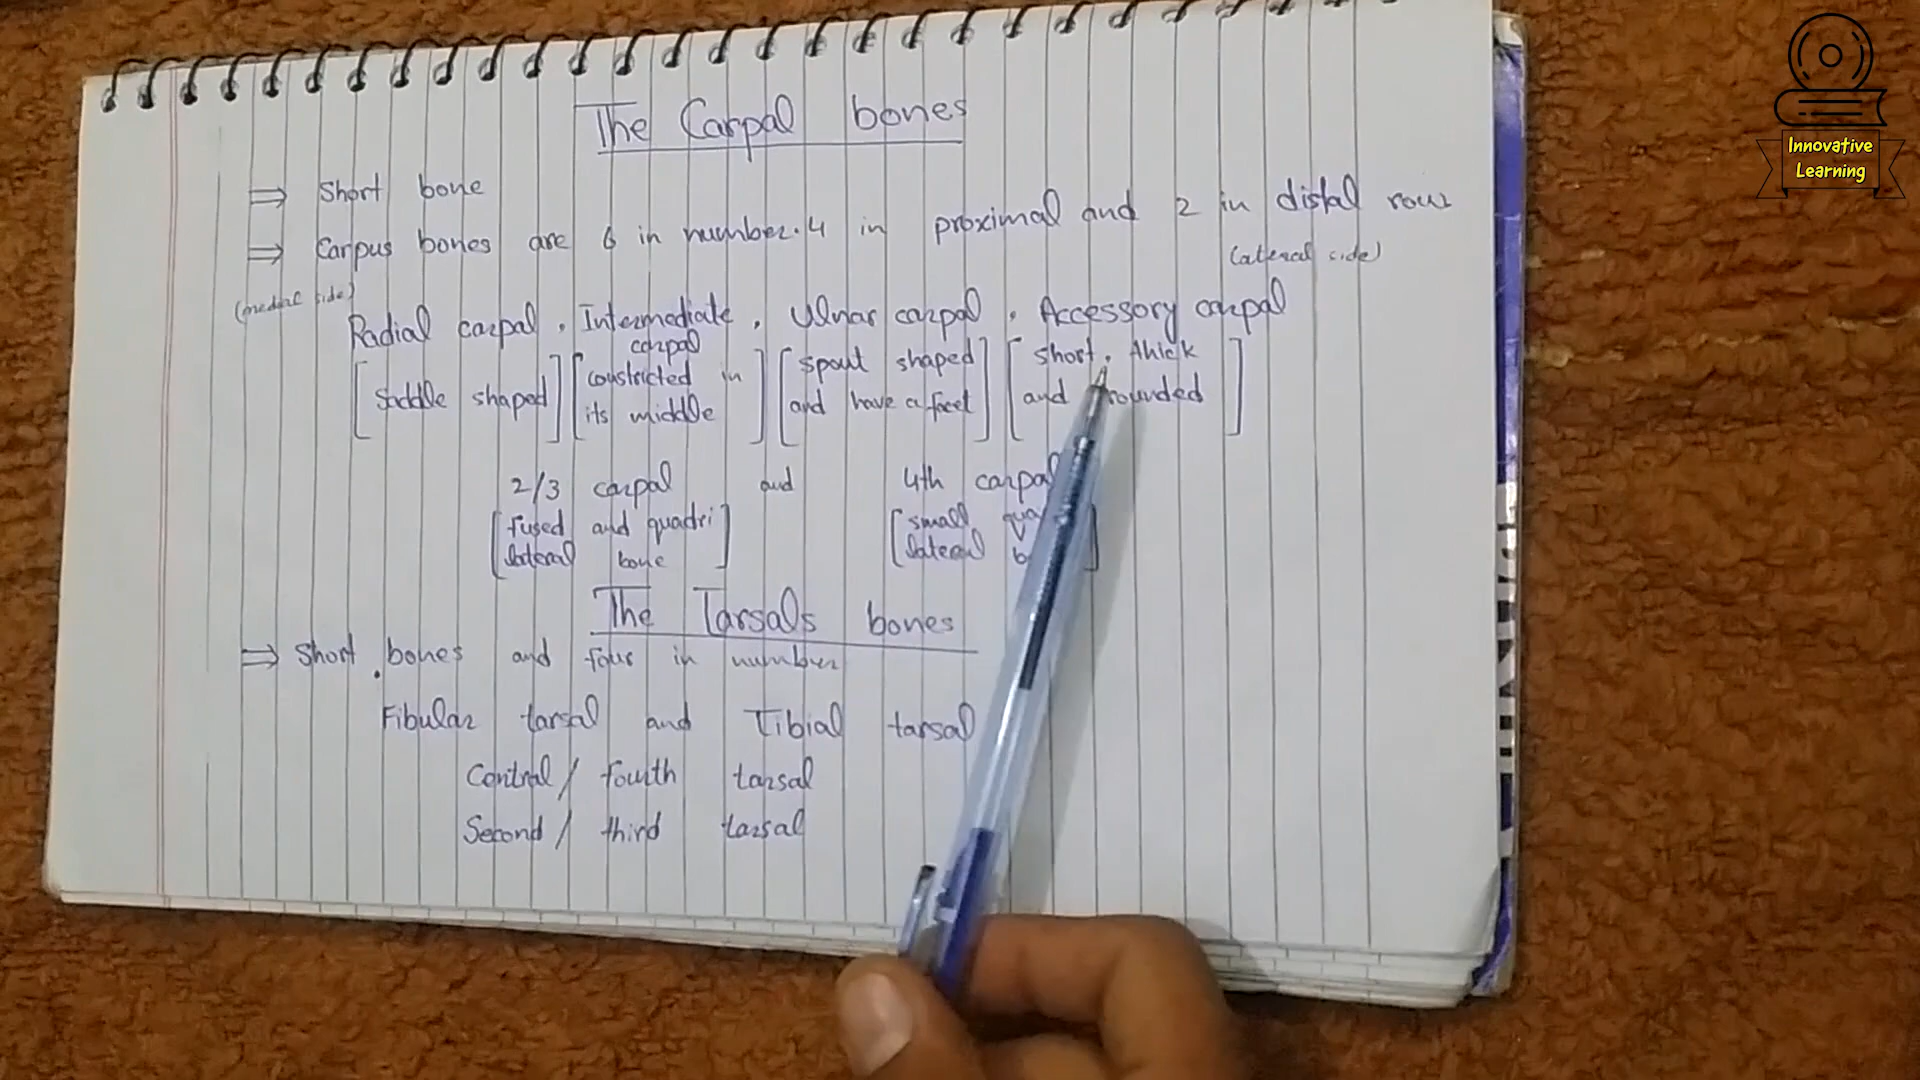 The Carpal bones
⇒ Short bone
⇒ Carpus bones are 6 in number. 4 in proximal and 2 in distal row
(medial side)
(lateral side)
Radial carpal, Intermediate carpal, Ulnar carpal, Accessory carpal
[Saddle shaped] [constricted in its middle] [spout shaped and have a facet] [short, thick and rounded]
2/3 carpal and 4th carpal
[fused and quadri
lateral bone]
[small
lateral
The Tarsals bones
⇒ Short bones and four in number
Fibular tarsal and Tibial tarsal
Central / fourth tarsal
Second / third tarsal
Innovative
Learning